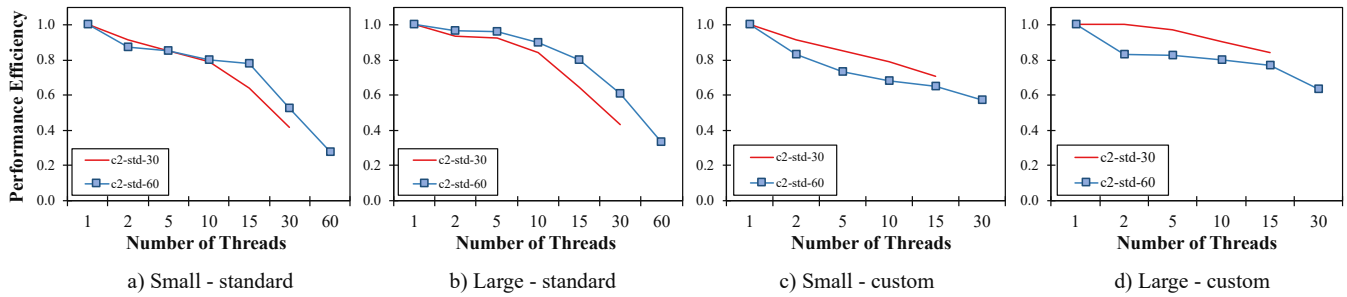 Performance Efficiency
1.0
0.8
0.6
0.4
0.2
0.0
c2-std-30
c2-std-60
1 2 5 10 15 30 60
Number of Threads
a) Small - standard
1.0
0.8
0.6
0.4
0.2
0.0
c2-std-30
c2-std-60
1 2 5 10 15 30 60
Number of Threads
b) Large - standard
1.0
0.8
0.6
0.4
0.2
0.0
c2-std-30
c2-std-60
1 2 5 10 15 30
Number of Threads
c) Small - custom
1.0
0.8
0.6
0.4
0.2
0.0
c2-std-30
c2-std-60
1 2 5 10 15 30
Number of Threads
d) Large - custom